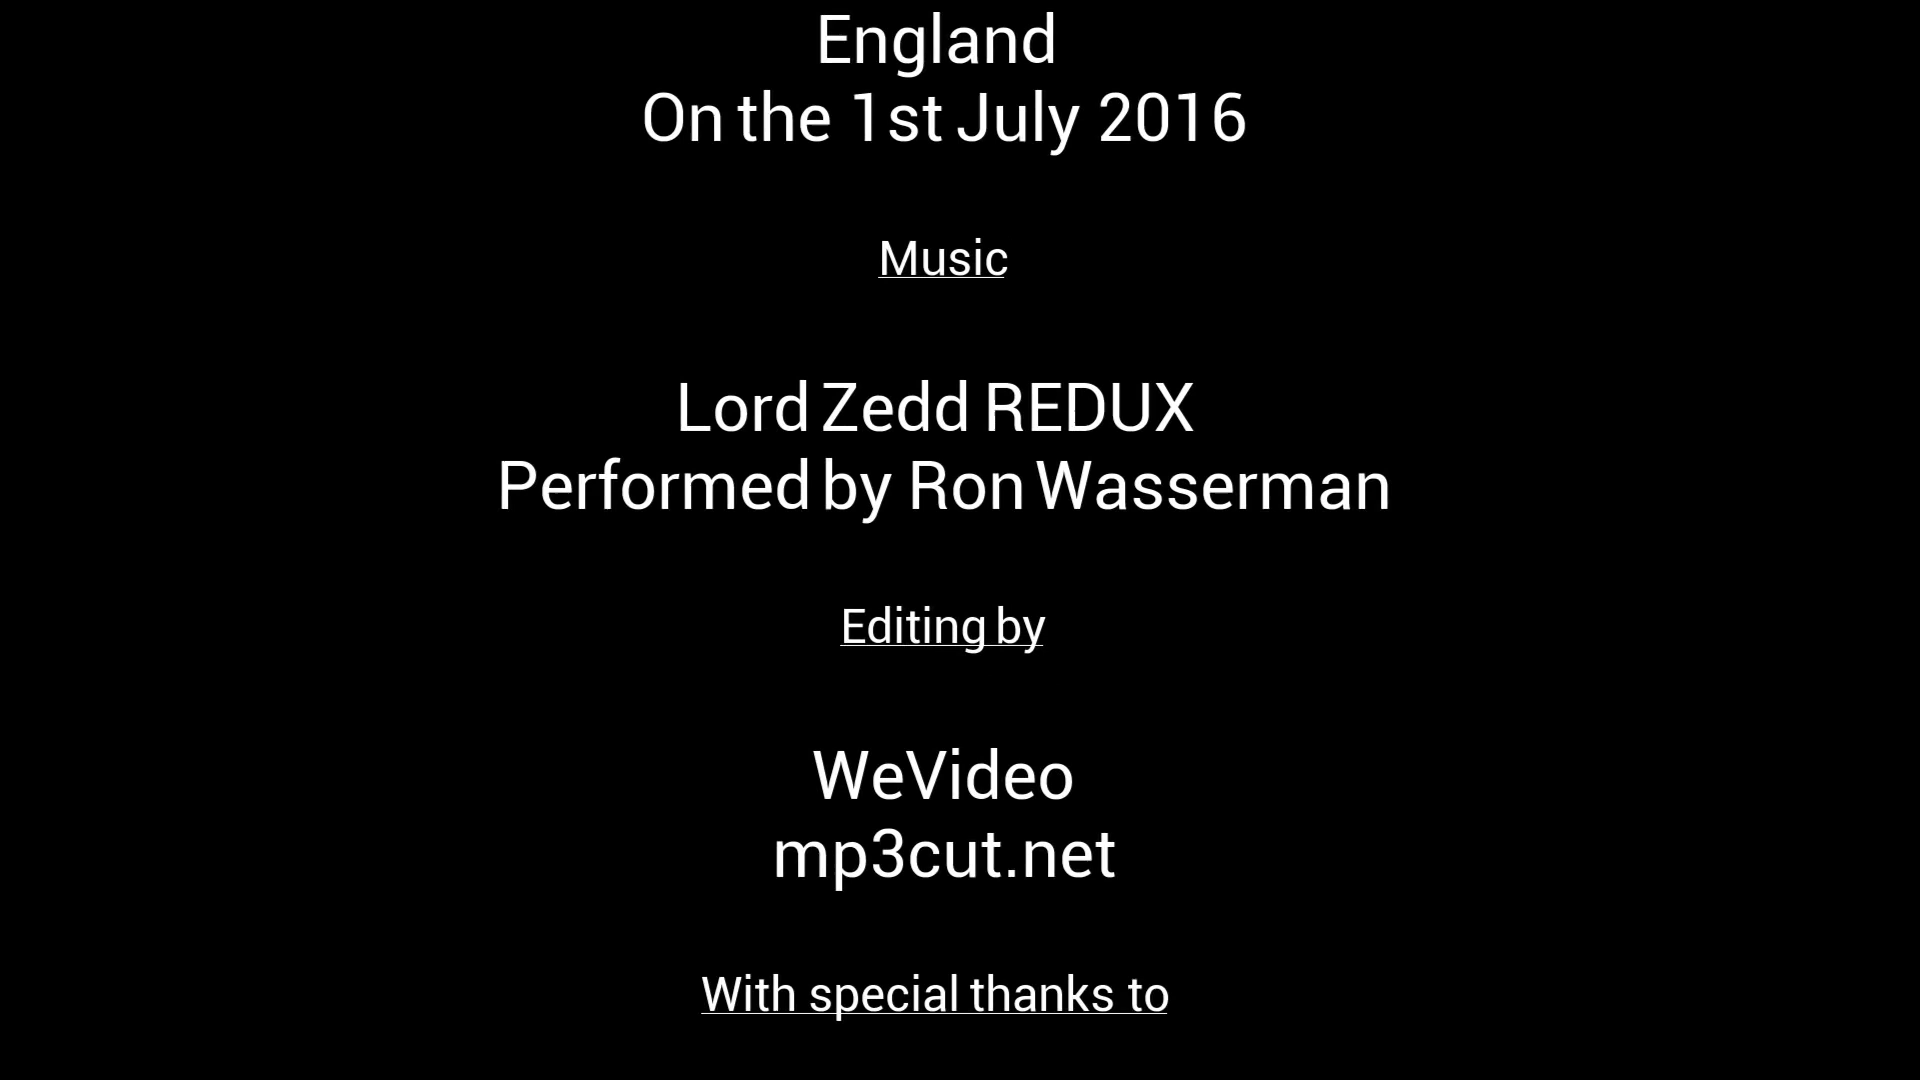 England
On the 1st July 2016
Music
Lord Zedd REDUX
Performed by Ron Wasserman
Editing by
WeVideo
mp3cut.net
With special thanks to